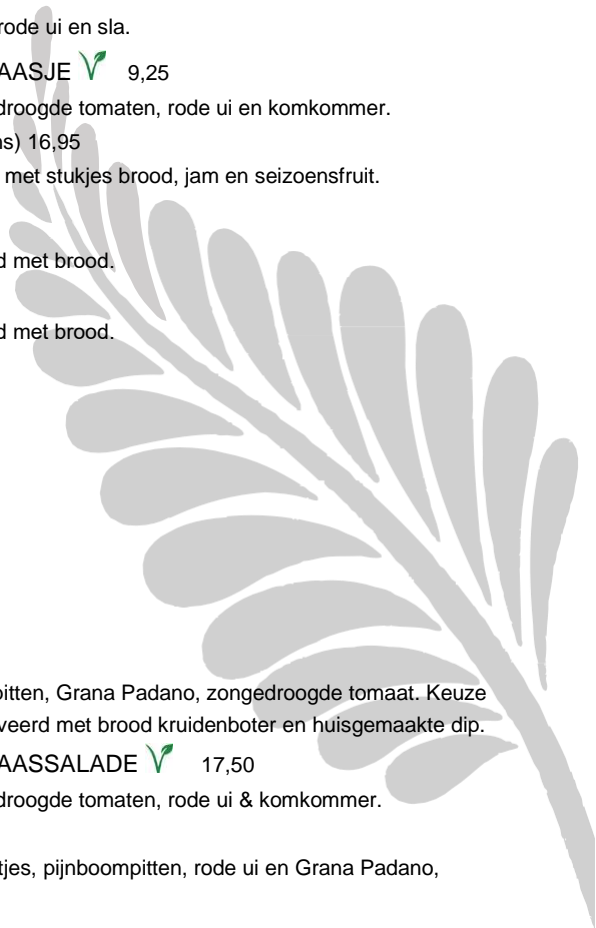 rode ui en sla.
AASJE 9,25
droogde tomaten, rode ui en komkommer.
ns) 16,95
met stukjes brood, jam en seizoensfruit.
d met brood.
d met brood.
pitten, Grana Padano, zongedroogde tomaat. Keuze
veerd met brood kruidenboter en huisgemaakte dip.
AASSALADE 17,50
droogde tomaten, rode ui & komkommer.
tjes, pijnboompitten, rode ui en Grana Padano,